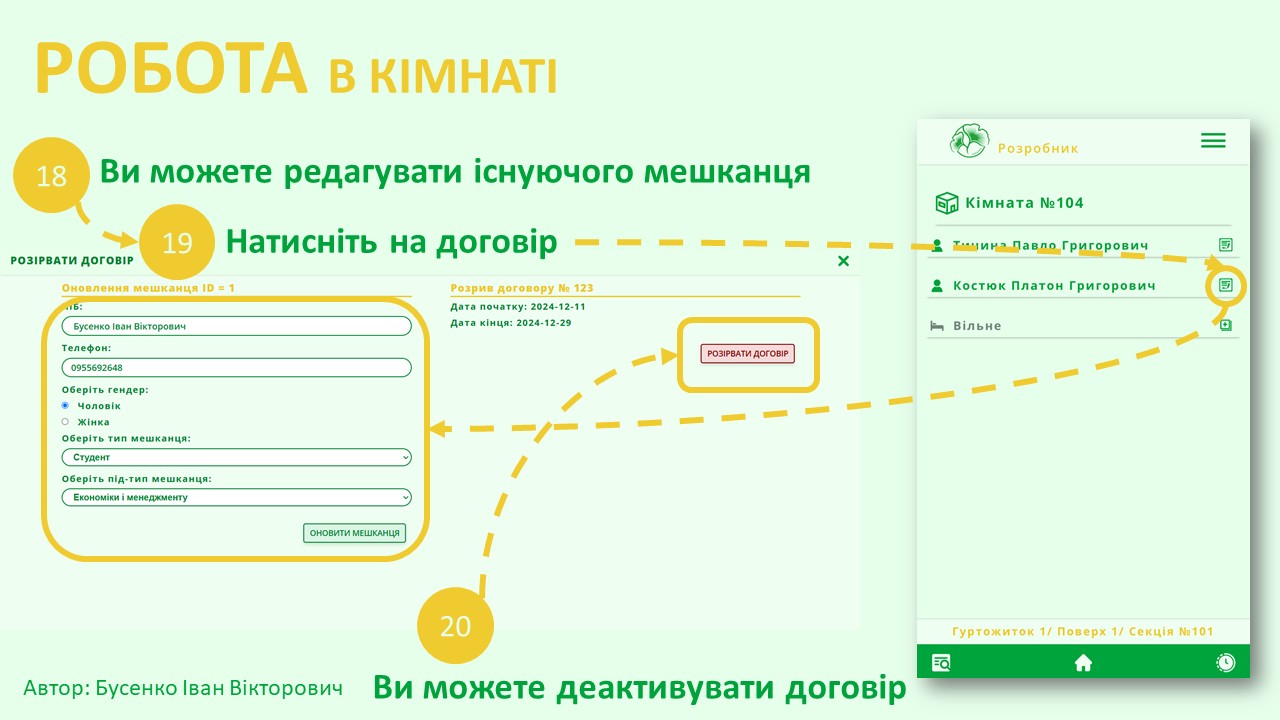 РОБОТА В КІМНАТІ
18
Ви можете редагувати існуючого мешканця
19
Натисніть на договір
РОЗІРВАТИ ДОГОВІР
Оновлення мешканця ID = 1
ПІБ:
Бусенко Іван Вікторович
Телефон:
0955692648
Оберіть гендер:
Чоловік
Жінка
Оберіть тип мешканця:
Студент
Оберіть під-тип мешканця:
Економіки і менеджменту
ОНОВИТИ МЕШКАНЦЯ
Розрив договору № 123
Дата початку: 2024-12-11
Дата кінця: 2024-12-29
РОЗІРВАТИ ДОГОВІР
Розробник
Кімната №104
Тичина Павло Григорович
Костюк Платон Григорович
Вільне
Гуртожиток 1/ Поверх 1/ Секція №101
20
Ви можете деактивувати договір
Автор: Бусенко Іван Вікторович